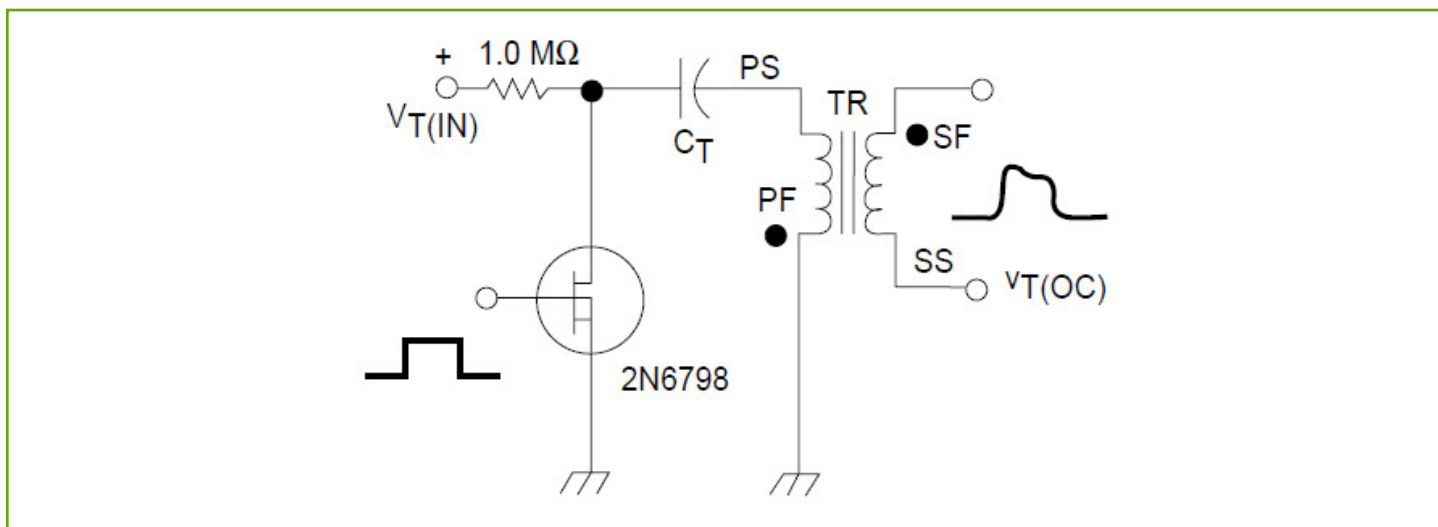 + 1.0 MΩ
PS
TR
VT(IN)
CT
SF
PF
SS
vT(OC)
2N6798